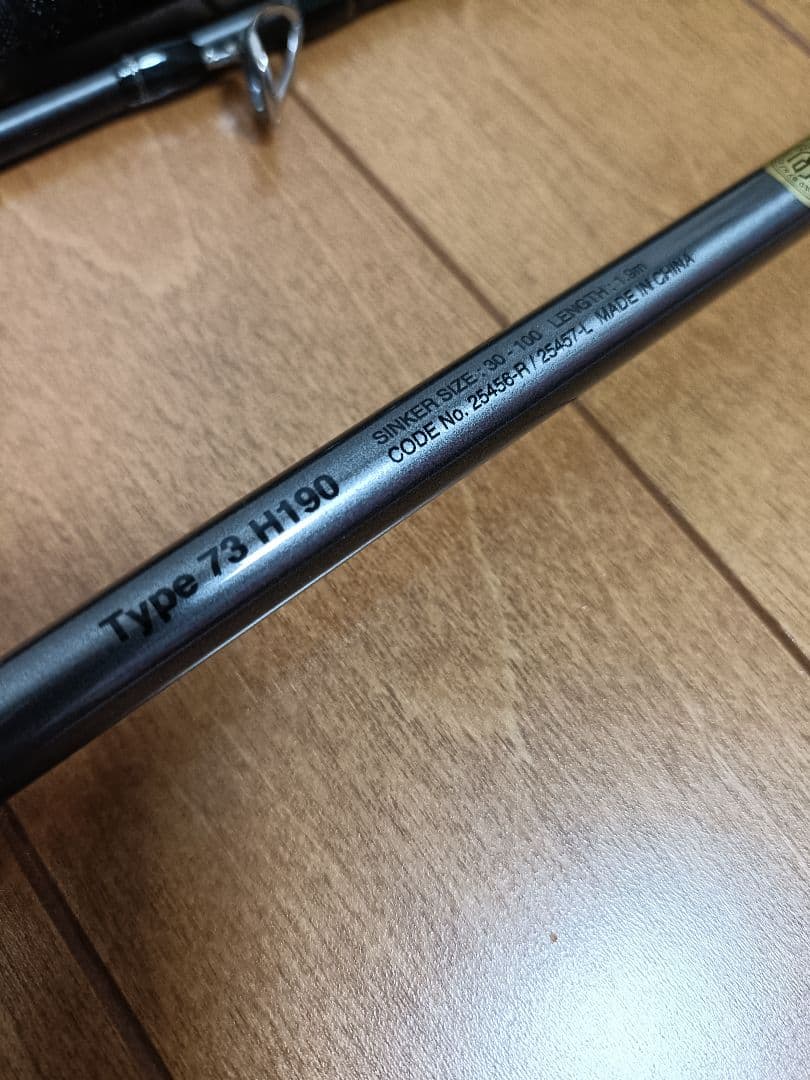 Type 73 H190
SINKER SIZE : 30 - 100 LENGTH : 1.9m
CODE No. 25456-R / 25457-L MADE IN CHINA